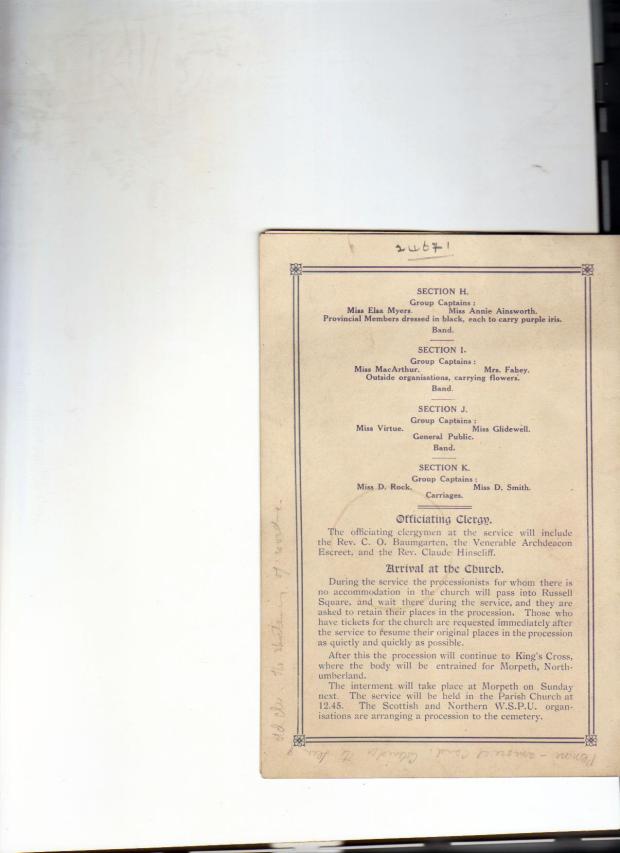 24671
SECTION H.
Group Captains :
Miss Elsa Myers. Miss Annie Ainsworth.
Provincial Members dressed in black, each to carry purple iris.
Band.
SECTION I.
Group Captains :
Miss MacArthur. Mrs. Fahey.
Outside organisations, carrying flowers.
Band.
SECTION J.
Group Captains :
Miss Virtue. Miss Glidewell.
General Public.
Band.
SECTION K.
Group Captains :
Miss D. Rock. Miss D. Smith.
Carriages.
Officiating Clergy.
The officiating clergymen at the service will include
the Rev. C. O. Baumgarten, the Venerable Archdeacon
Escreet, and the Rev. Claude Hinscliff.
Arrival at the Church.
During the service the processionists for whom there is
no accommodation in the church will pass into Russell
Square, and wait there during the service, and they are
asked to retain their places in the procession. Those who
have tickets for the church are requested immediately after
the service to resume their original places in the procession
as quietly and quickly as possible.
After this the procession will continue to King's Cross,
where the body will be entrained for Morpeth, North-
umberland.
The interment will take place at Morpeth on Sunday
next. The service will be held in the Parish Church at
12.45. The Scottish and Northern W.S.P.U. organ-
isations are arranging a procession to the cemetery.